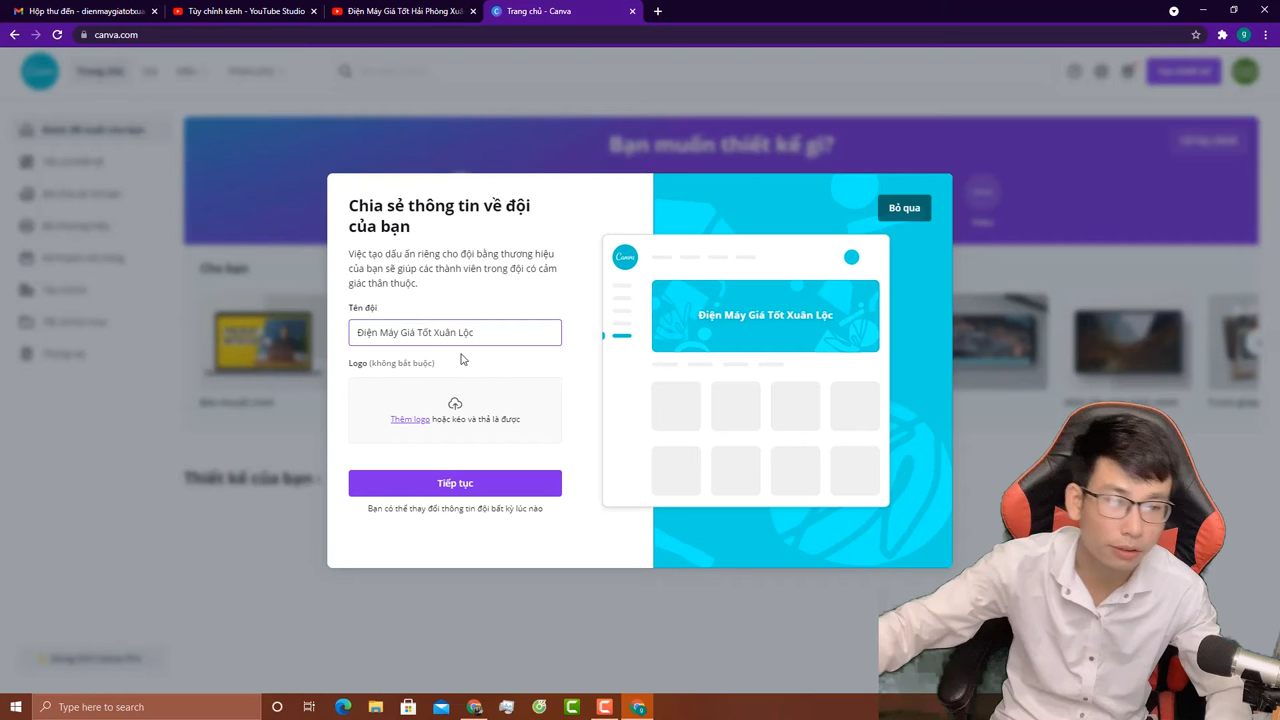 Hộp thư đến - dienmaygiatotxua
Tùy chỉnh kênh - YouTube Studio
Điện Máy Giá Tốt Hải Phòng Xuâ
Trang chủ - Canva
canva.com
g
Canva
Trang chủ
Bạn muốn thiết kế gì?
Cho bạn
Thiết kế của bạn
Chia sẻ thông tin về đội
của bạn
Việc tạo dấu ấn riêng cho đội bằng thương hiệu
của bạn sẽ giúp các thành viên trong đội có cảm
giác thân thuộc.
Tên đội
Điện Máy Giá Tốt Xuân Lộc
Logo (không bắt buộc)
Thêm logo hoặc kéo và thả là được
Tiếp tục
Bạn có thể thay đổi thông tin đội bất kỳ lúc nào
Bỏ qua
Canva
Điện Máy Giá Tốt Xuân Lộc
Type here to search